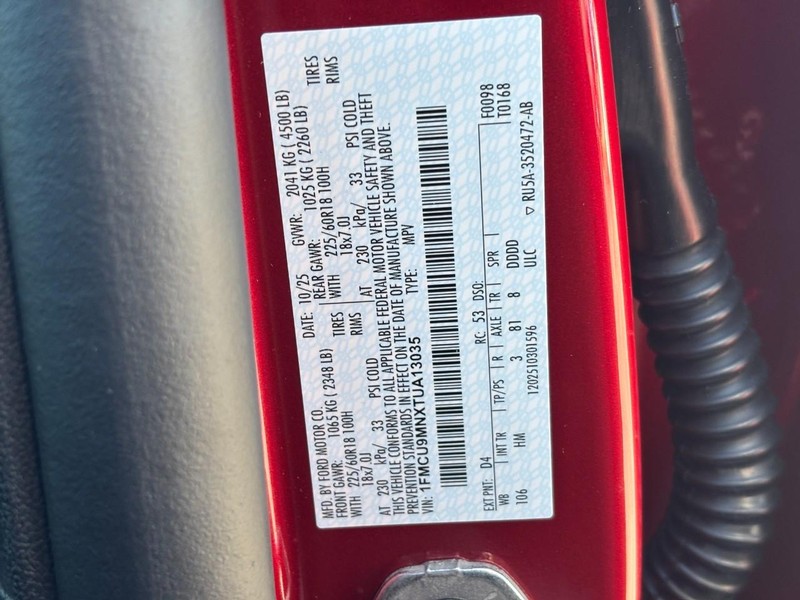 MFD. BY FORD MOTOR CO.
DATE: 10/25 GVWR: 2041 KG ( 4500 LB)
FRONT GAWR: 1065 KG ( 2348 LB) REAR GAWR: 1025 KG ( 2260 LB)
WITH 225/60R18 100H TIRES WITH 225/60R18 100H TIRES
18x7.0J RIMS 18x7.0J RIMS
AT 230 kPa/ 33 PSI COLD AT 230 kPa/ 33 PSI COLD
THIS VEHICLE CONFORMS TO ALL APPLICABLE FEDERAL MOTOR VEHICLE SAFETY AND THEFT
PREVENTION STANDARDS IN EFFECT ON THE DATE OF MANUFACTURE SHOWN ABOVE.
VIN: 1FMCU9MNXTUA13035 TYPE: MPV
F0098
EXT PNT: D4 RC: 53 DSO: T0168
WB INT TR TP/PS R AXLE TR SPR
106 HM 3 81 8 DDDD
1202510301596 ULC ▽ RU5A-3520472-AB